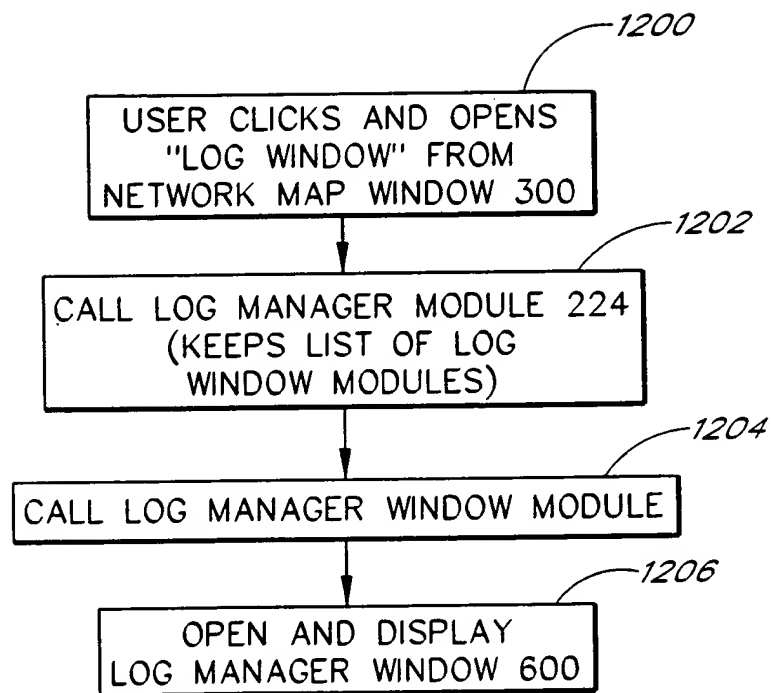 1200
USER CLICKS AND OPENS
"LOG WINDOW" FROM
NETWORK MAP WINDOW 300
1202
CALL LOG MANAGER MODULE 224
(KEEPS LIST OF LOG
WINDOW MODULES)
1204
CALL LOG MANAGER WINDOW MODULE
1206
OPEN AND DISPLAY
LOG MANAGER WINDOW 600